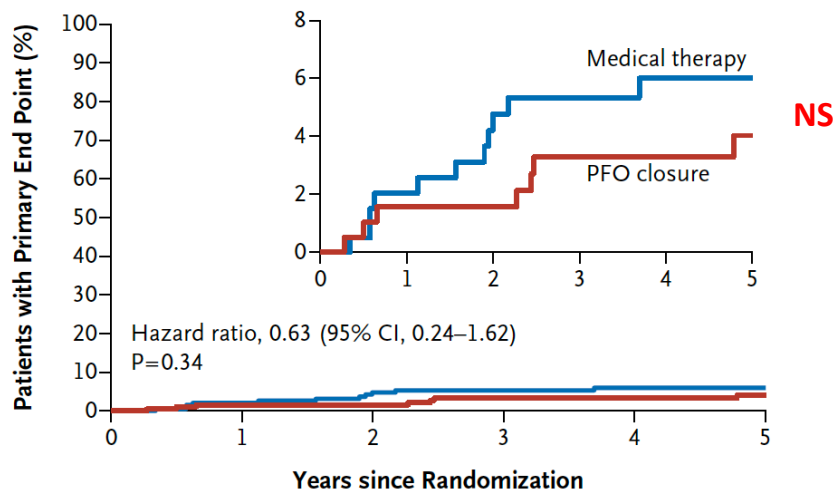 Patients with Primary End Point (%)
100
90
80
70
60
50
40
30
20
10
0
8
6
4
2
0
Medical therapy
PFO closure
0 1 2 3 4 5
NS
Hazard ratio, 0.63 (95% CI, 0.24–1.62)
P=0.34
0 1 2 3 4 5
Years since Randomization